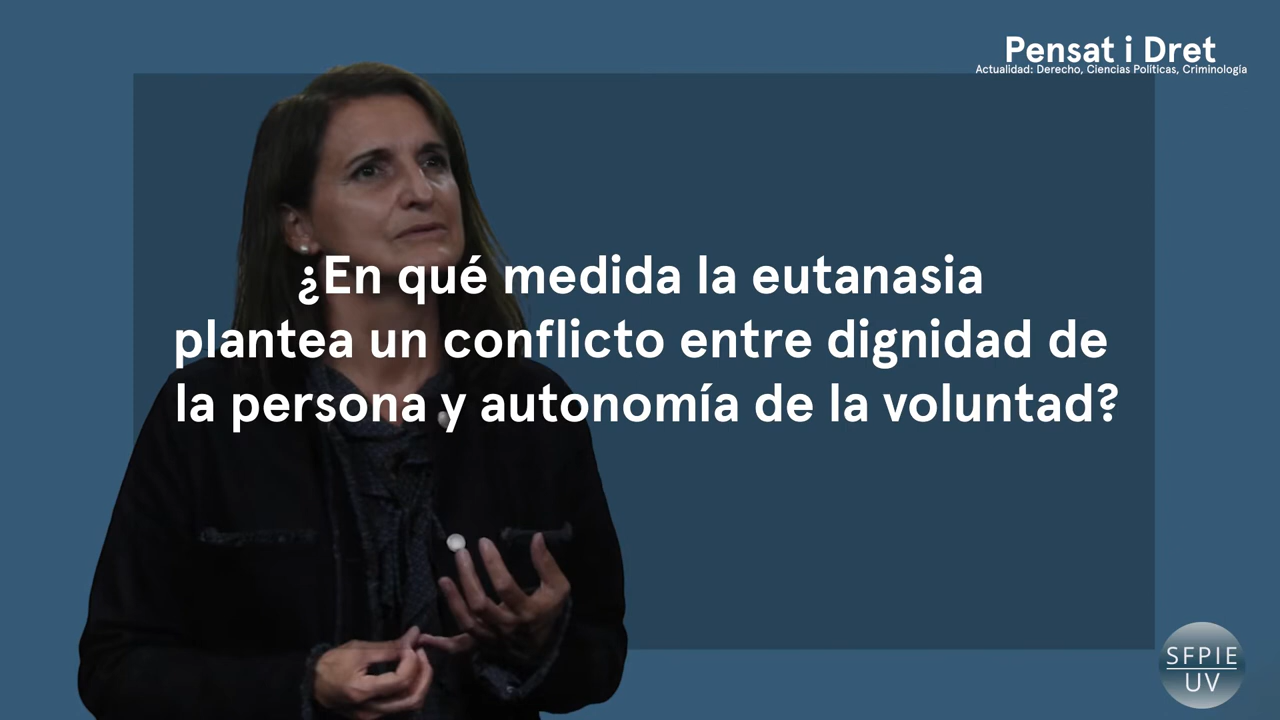 Pensat i Dret
Actualidad: Derecho, Ciencias Políticas, Criminología
¿En qué medida la eutanasia
plantea un conflicto entre dignidad de
la persona y autonomía de la voluntad?
SFPIE
UV